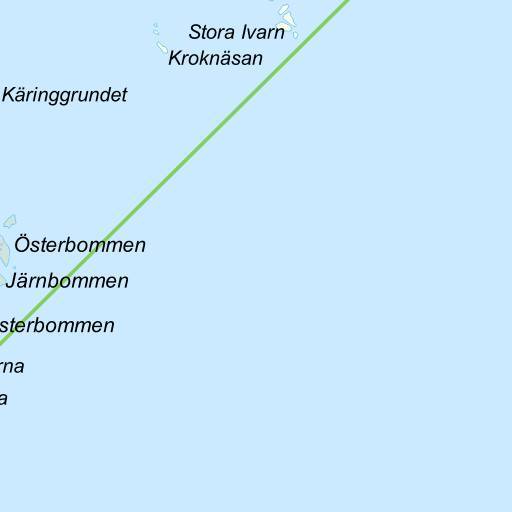 Stora Ivarn
Kroknäsan
Käringgrundet
Österbommen
Järnbommen
sterbommen
rna
a